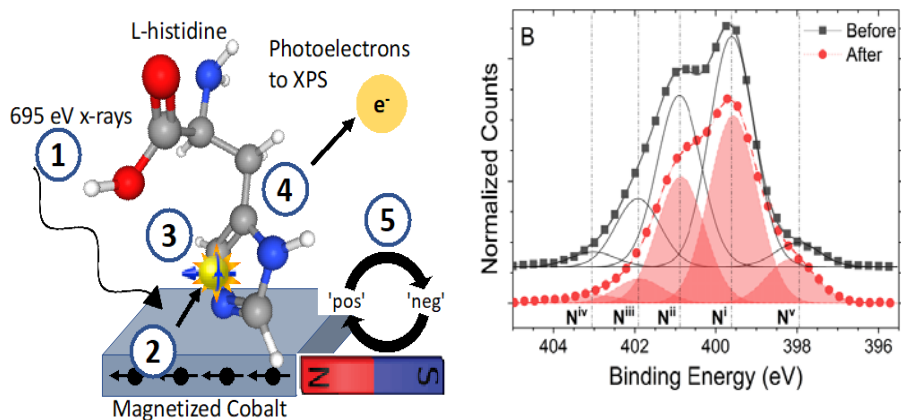 L-histidine
Photoelectrons
to XPS
695 eV x-rays
e-
1
4
5
3
'pos' 'neg'
2
N S
Magnetized Cobalt
B
Before
After
Normalized Counts
Niv Niii Nii Ni Nv
404 402 400 398 396
Binding Energy (eV)